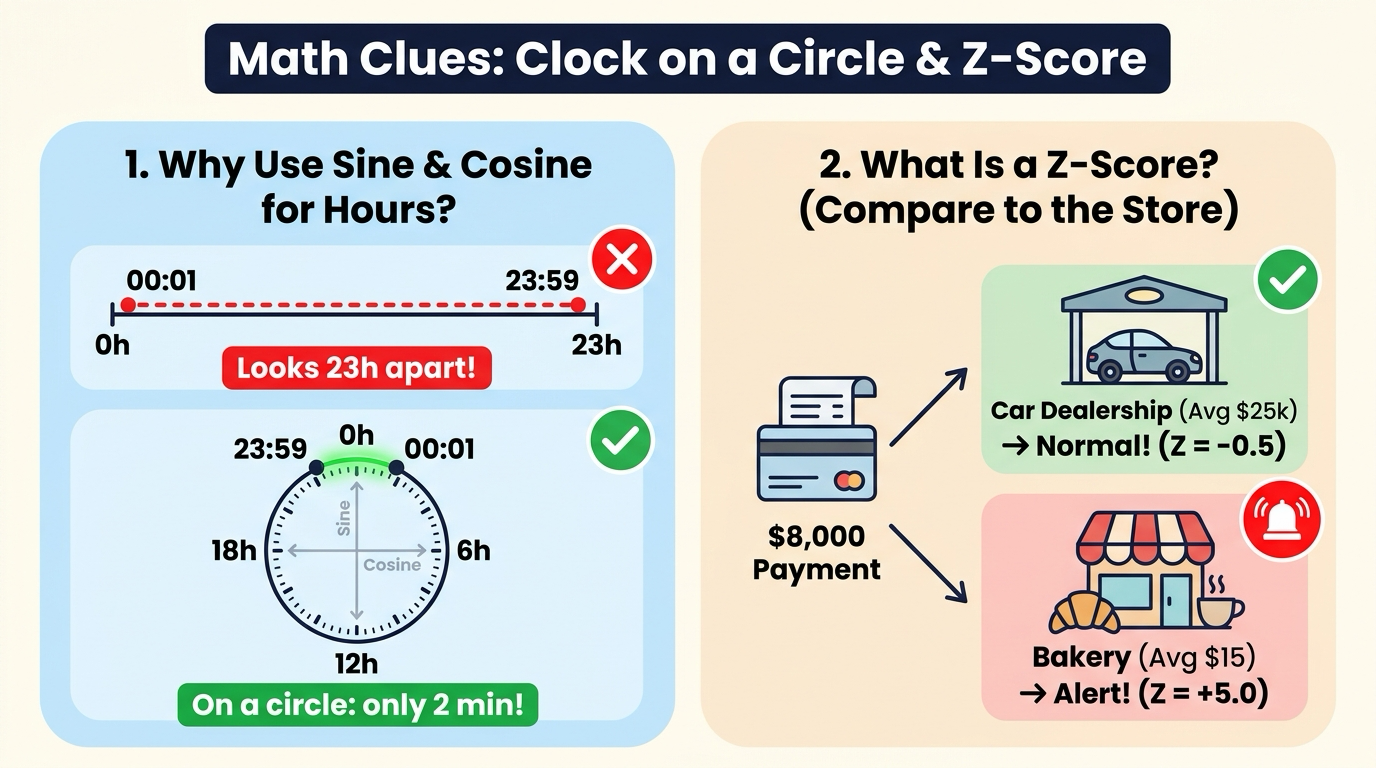 Math Clues: Clock on a Circle & Z-Score
1. Why Use Sine & Cosine
for Hours?
00:01
23:59
0h
23h
Looks 23h apart!
23:59
0h
00:01
18h
Sine
Cosine
6h
12h
On a circle: only 2 min!
2. What Is a Z-Score?
(Compare to the Store)
$8,000
Payment
Car Dealership (Avg $25k)
→ Normal! (Z = -0.5)
Bakery (Avg $15)
→ Alert! (Z = +5.0)